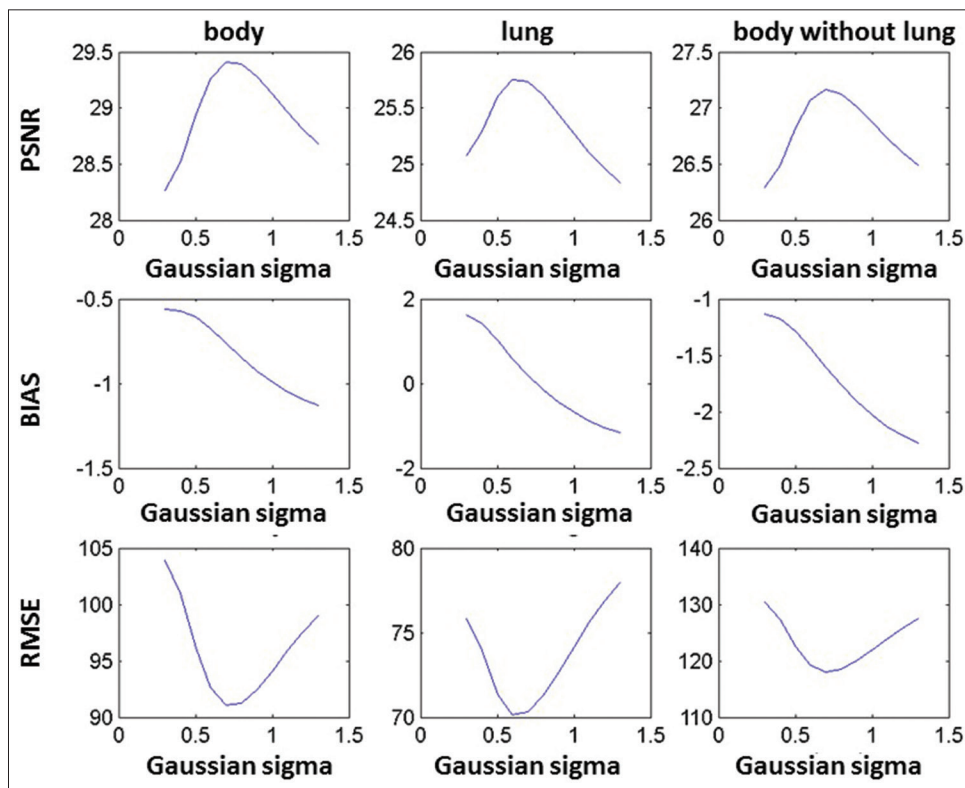 body lung body without lung
PSNR
29.5 26 27.5
29 25.5 27
28.5 25 26.5
28 24.5 26
0 0.5 1 1.5 0 0.5 1 1.5 0 0.5 1 1.5
Gaussian sigma Gaussian sigma Gaussian sigma
BIAS
-0.5 2 -1
-1.5
-1 0
-2
-1.5 -2 -2.5
0 0.5 1 1.5 0 0.5 1 1.5 0 0.5 1 1.5
Gaussian sigma Gaussian sigma Gaussian sigma
RMSE
105 80 140
100 130
95 75 120
90 70 110
0 0.5 1 1.5 0 0.5 1 1.5 0 0.5 1 1.5
Gaussian sigma Gaussian sigma Gaussian sigma